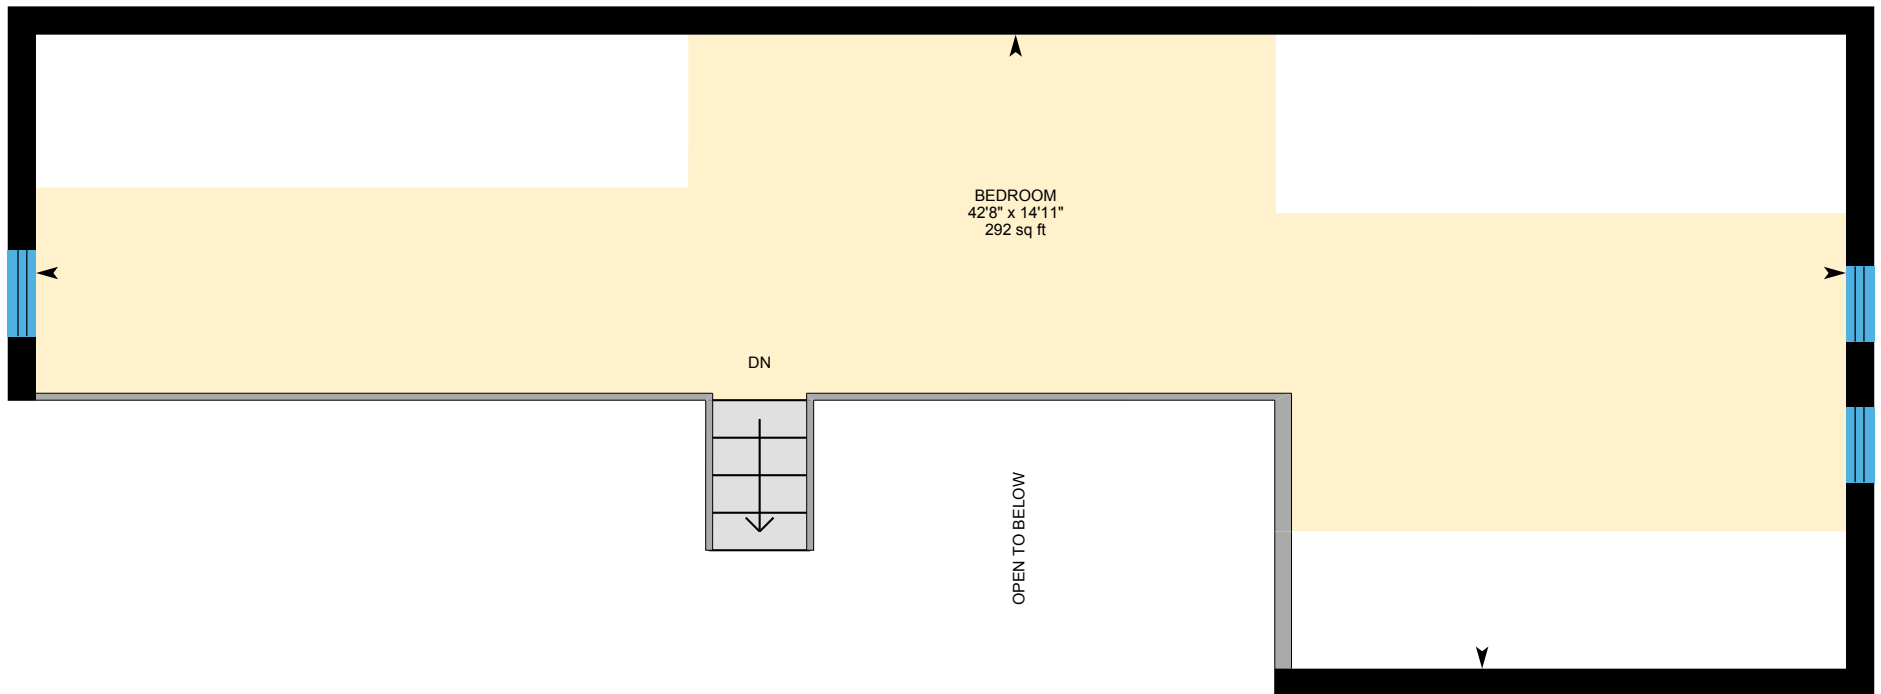 BEDROOM
42'8" x 14'11"
292 sq ft
DN
OPEN TO BELOW